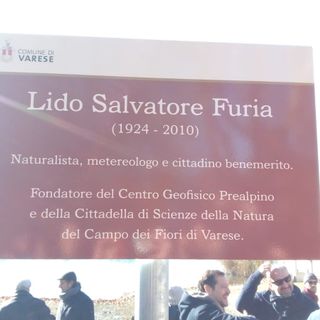 COMUNE DI
VARESE
Lido Salvatore Furia
(1924 - 2010)
Naturalista, metereologo e cittadino benemerito.
Fondatore del Centro Geofisico Prealpino
e della Cittadella di Scienze della Natura
del Campo dei Fiori di Varese.